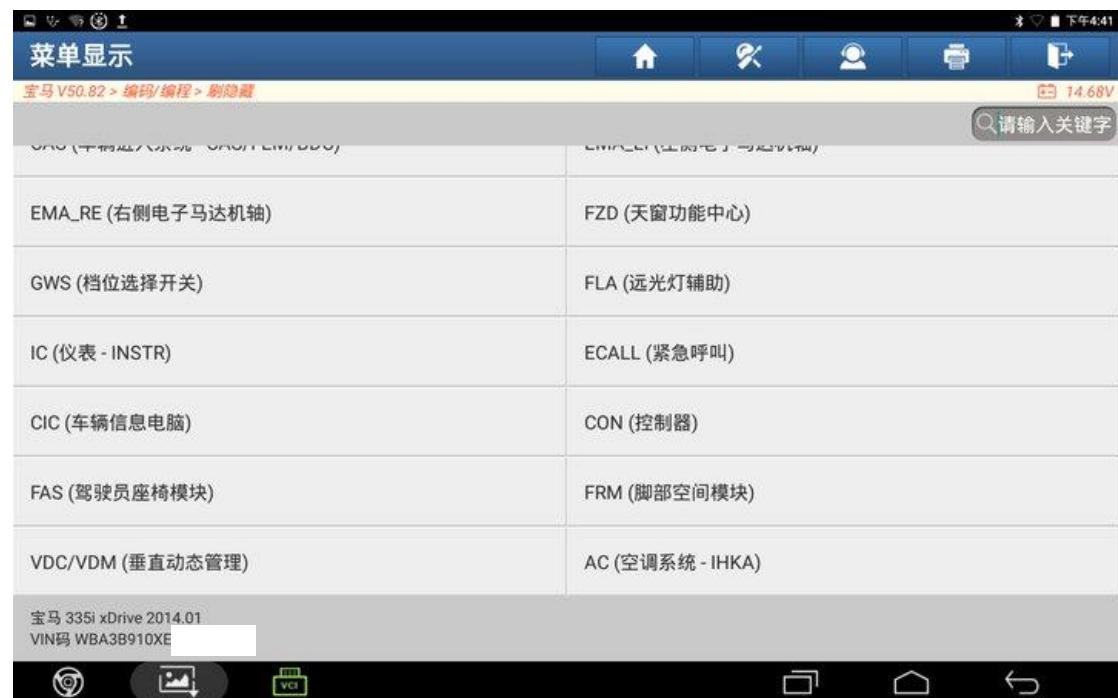 下午4:41
菜单显示
宝马 V50.82 > 编码/编程 > 刷隐藏
14.68V
请输入关键字
EMA_RE (右侧电子马达机轴)
FZD (天窗功能中心)
GWS (档位选择开关)
FLA (远光灯辅助)
IC (仪表 - INSTR)
ECALL (紧急呼叫)
CIC (车辆信息电脑)
CON (控制器)
FAS (驾驶员座椅模块)
FRM (脚部空间模块)
VDC/VDM (垂直动态管理)
AC (空调系统 - IHKA)
宝马 335i xDrive 2014.01
VIN码 WBA3B910XE
VCI